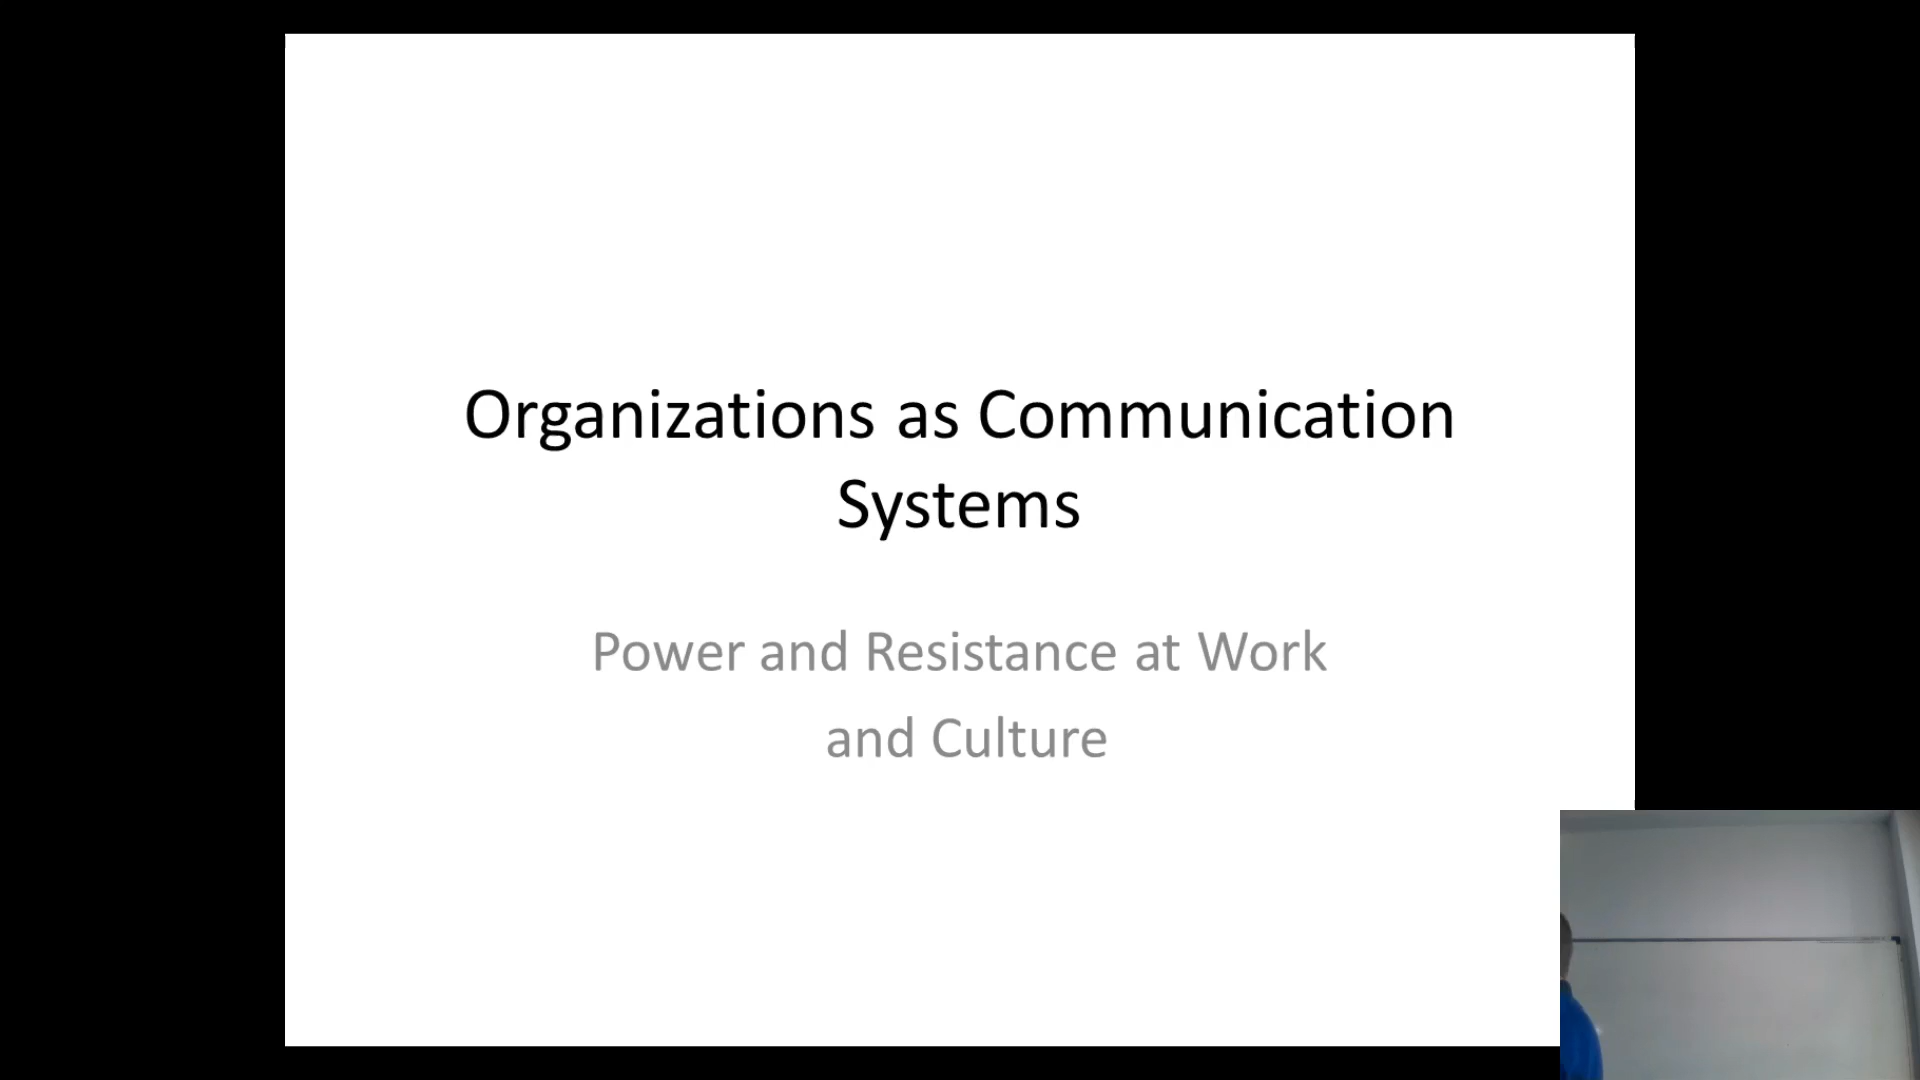 Organizations as Communication
Systems
Power and Resistance at Work
and Culture